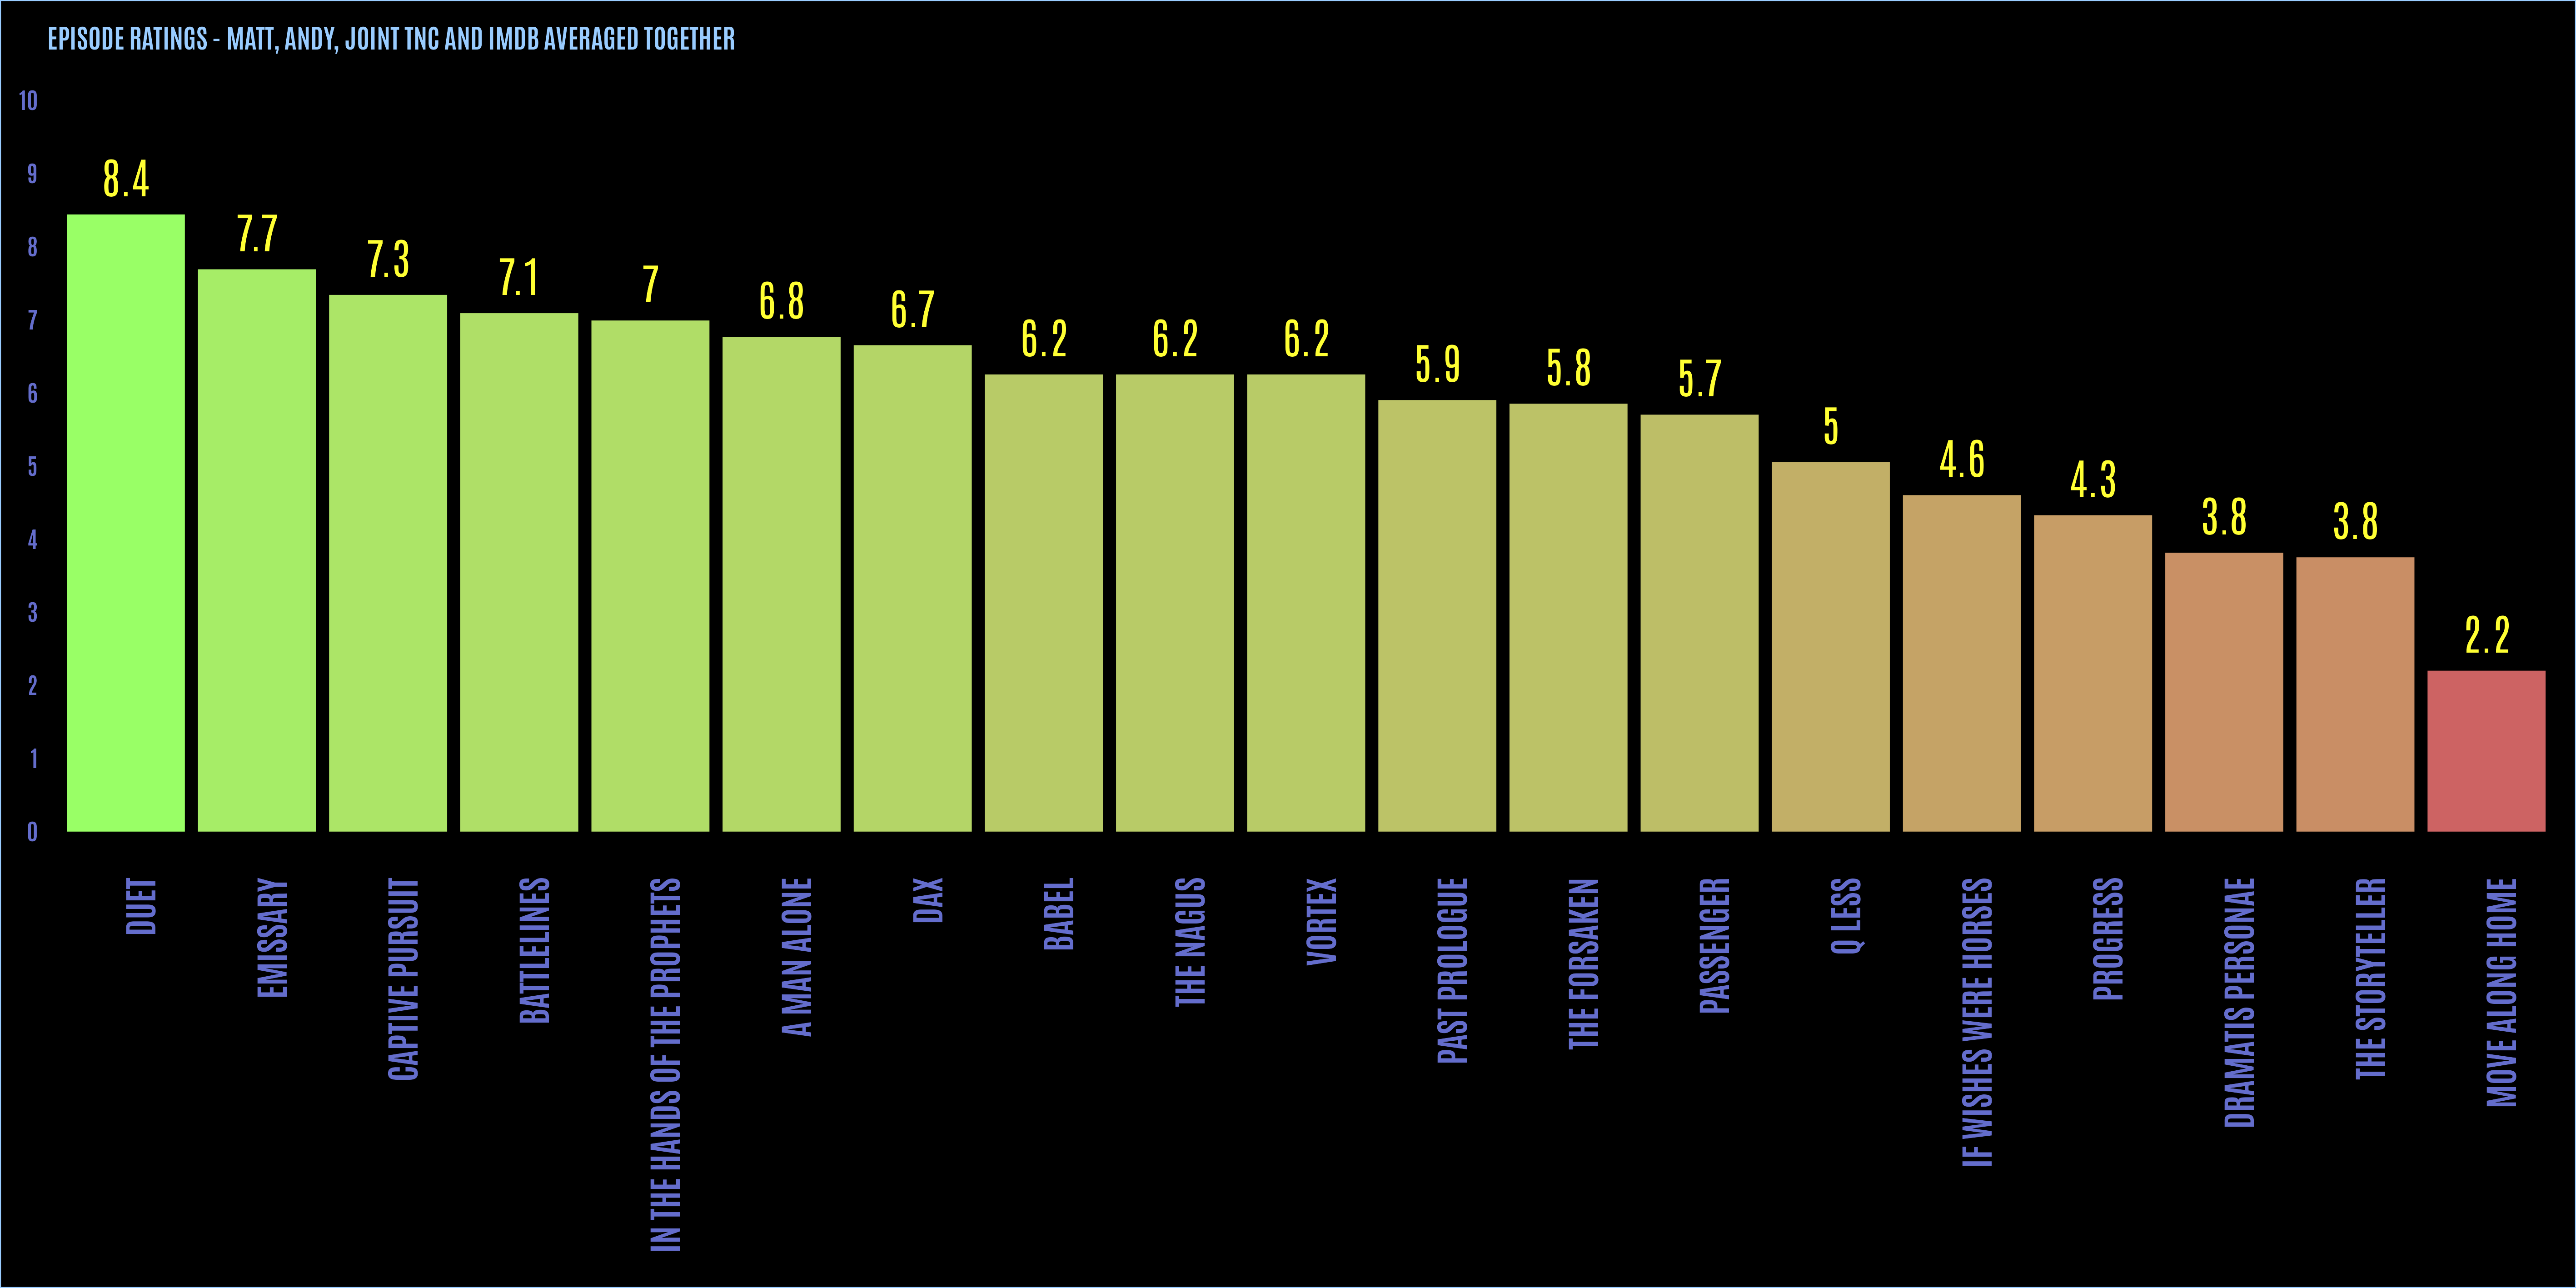 EPISODE RATINGS - MATT, ANDY, JOINT TNC AND IMDB AVERAGED TOGETHER
10
9
8
7
6
5
4
3
2
1
0
8.4
7.7
7.3
7.1
7
6.8
6.7
6.2
6.2
6.2
5.9
5.8
5.7
5
4.6
4.3
3.8
3.8
2.2
DUET
EMISSARY
CAPTIVE PURSUIT
BATTLELINES
IN THE HANDS OF THE PROPHETS
A MAN ALONE
DAX
BABEL
THE NAGUS
VORTEX
PAST PROLOGUE
THE FORSAKEN
PASSENGER
Q LESS
IF WISHES WERE HORSES
PROGRESS
DRAMATIS PERSONAE
THE STORYTELLER
MOVE ALONG HOME